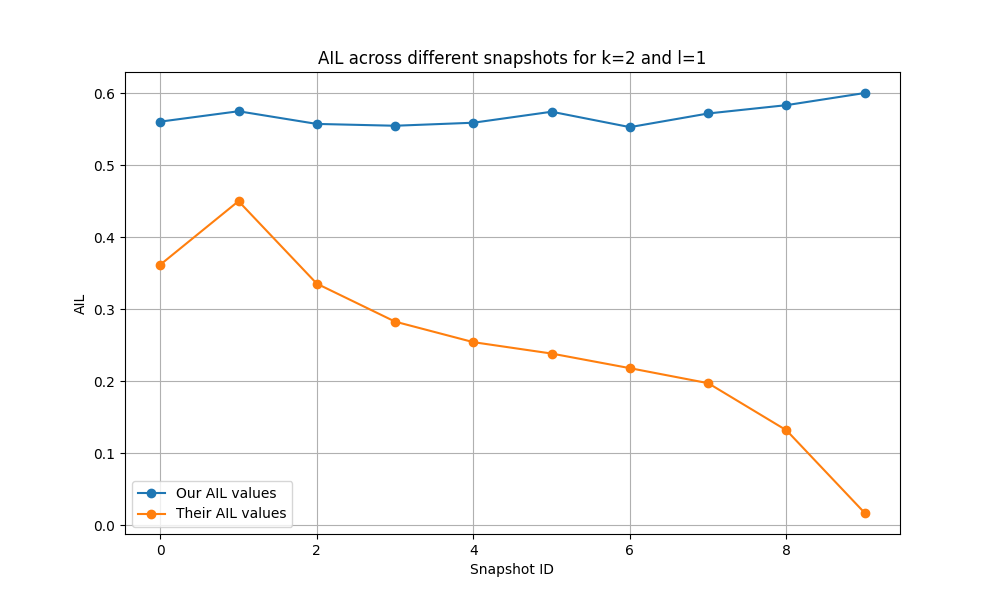 AIL across different snapshots for k=2 and l=1
0.6
0.5
0.4
0.3
0.2
0.1
0.0
AIL
Our AIL values
Their AIL values
0 2 4 6 8
Snapshot ID